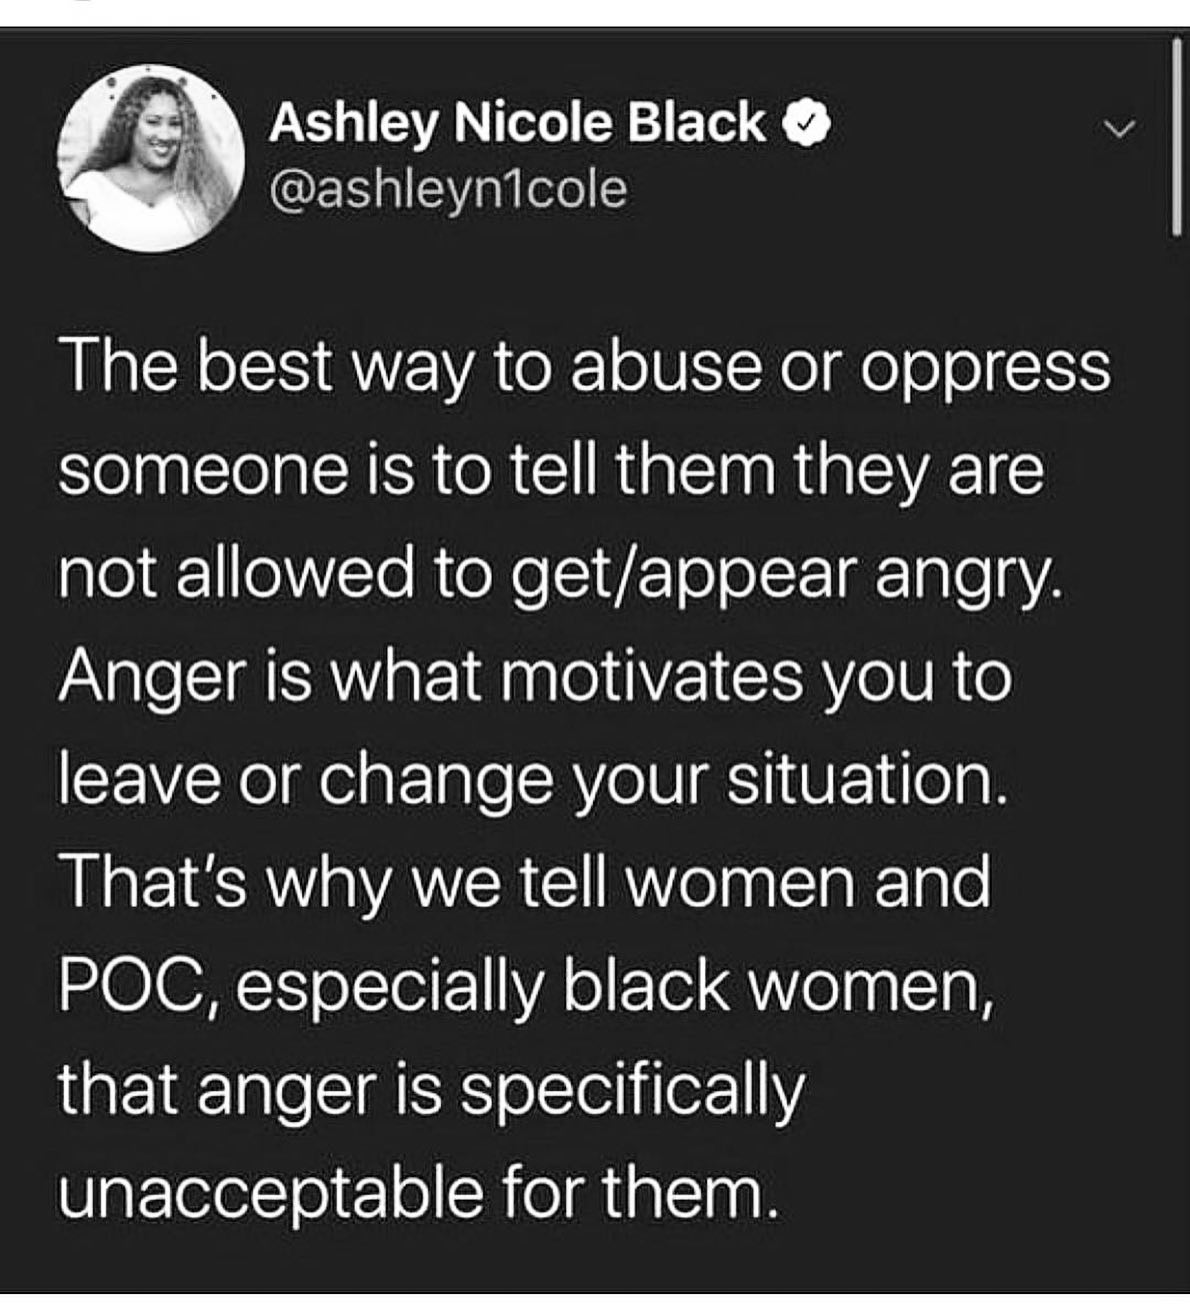 Ashley Nicole Black
@ashleyn1cole
The best way to abuse or oppress
someone is to tell them they are
not allowed to get/appear angry.
Anger is what motivates you to
leave or change your situation.
That's why we tell women and
POC, especially black women,
that anger is specifically
unacceptable for them.